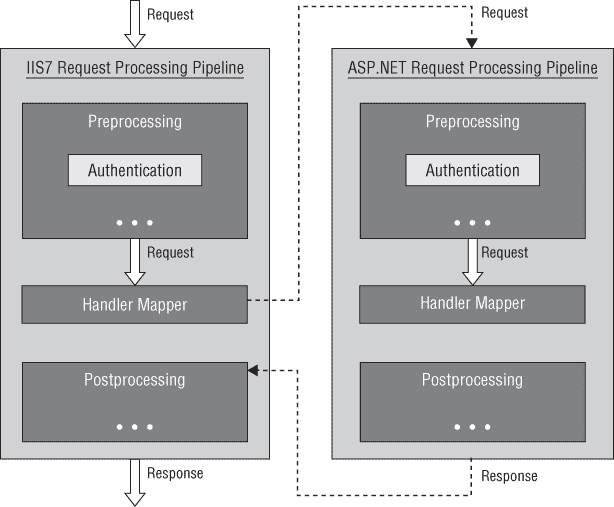 Request
IIS7 Request Processing Pipeline
Preprocessing
Authentication
• • •
Request
Handler Mapper
Postprocessing
• • •
Response
Request
ASP.NET Request Processing Pipeline
Preprocessing
Authentication
• • •
Request
Handler Mapper
Postprocessing
• • •
Response